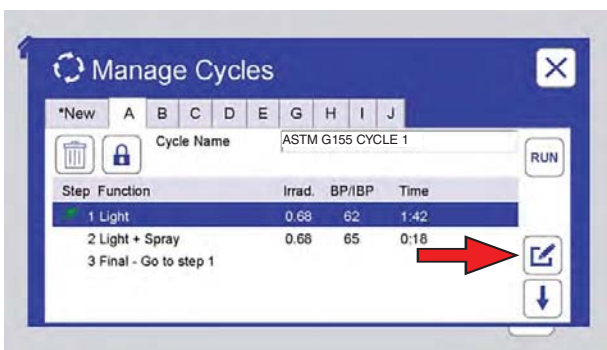 Manage Cycles
*New A B C D E G H I J
Cycle Name ASTM G155 CYCLE 1
RUN
Step Function Irrad. BP/IBP Time
1 Light 0.68 62 1:42
2 Light + Spray 0.68 65 0:18
3 Final - Go to step 1